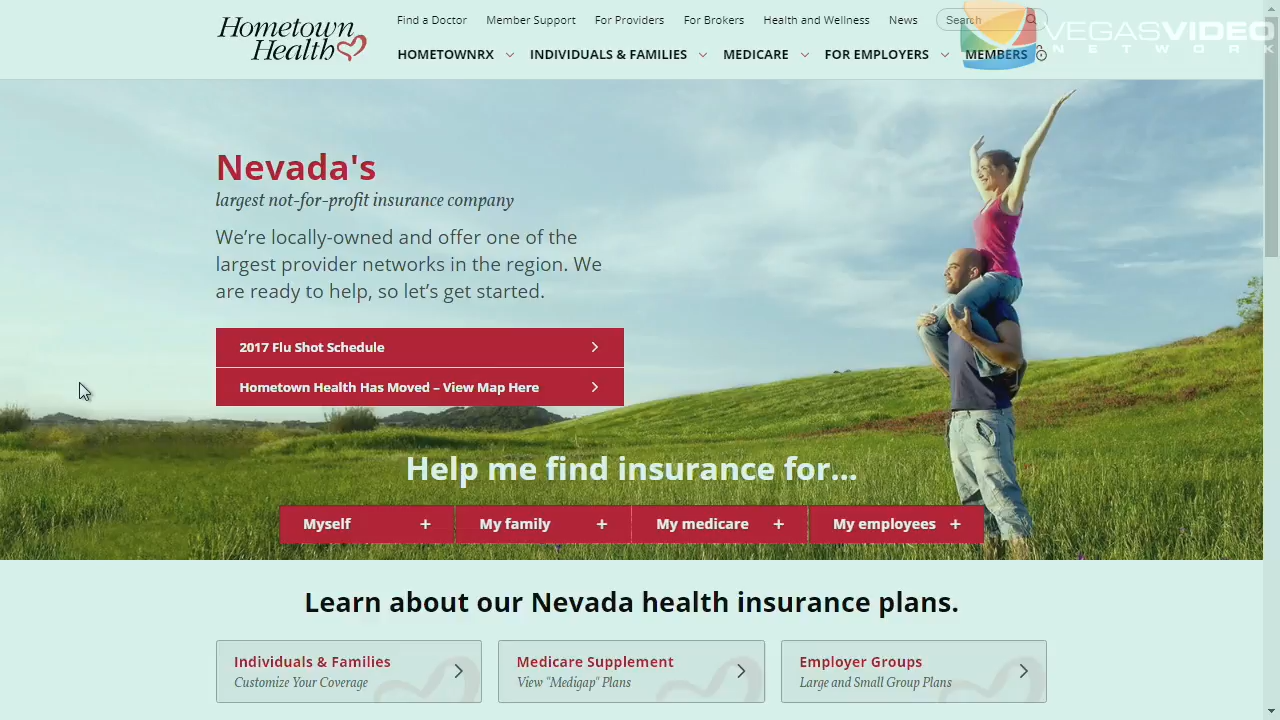 Hometown
Health
Find a Doctor
Member Support
For Providers
For Brokers
Health and Wellness
News
Search
VEGASVIDEO
NETWORK
HOMETOWNRX
INDIVIDUALS & FAMILIES
MEDICARE
FOR EMPLOYERS
MEMBERS
Nevada's
largest not-for-profit insurance company
We're locally-owned and offer one of the
largest provider networks in the region. We
are ready to help, so let's get started.
2017 Flu Shot Schedule
Hometown Health Has Moved – View Map Here
Help me find insurance for...
Myself +
My family +
My medicare +
My employees +
Learn about our Nevada health insurance plans.
Individuals & Families
Customize Your Coverage
Medicare Supplement
View "Medigap" Plans
Employer Groups
Large and Small Group Plans